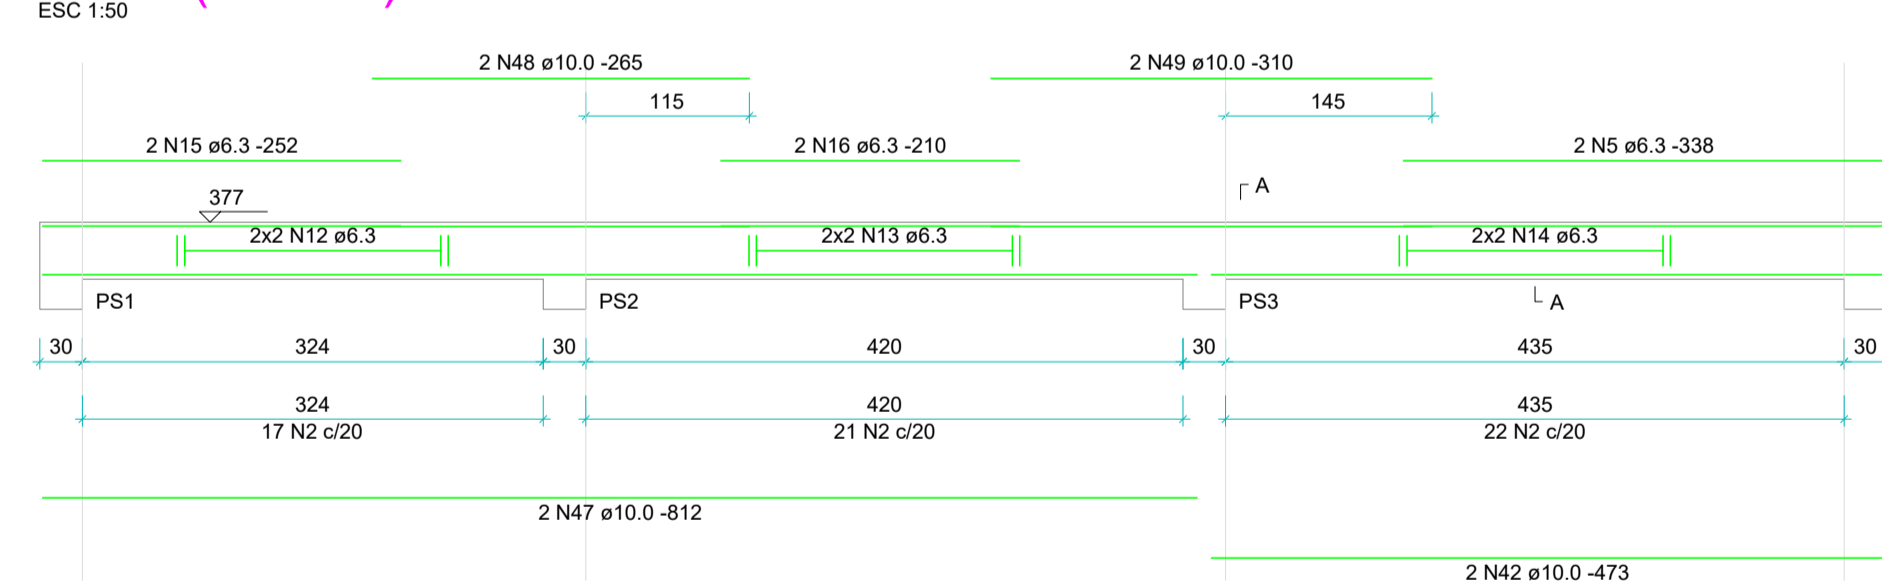 ESC 1:50
2 N48 ø10.0 -265
2 N49 ø10.0 -310
115
145
2 N15 ø6.3 -252
2 N16 ø6.3 -210
2 N5 ø6.3 -338
A
377
2x2 N12 ø6.3
2x2 N13 ø6.3
2x2 N14 ø6.3
PS1
PS2
PS3
A
30
324
30
420
30
435
30
324
420
435
17 N2 c/20
21 N2 c/20
22 N2 c/20
2 N47 ø10.0 -812
2 N42 ø10.0 -473